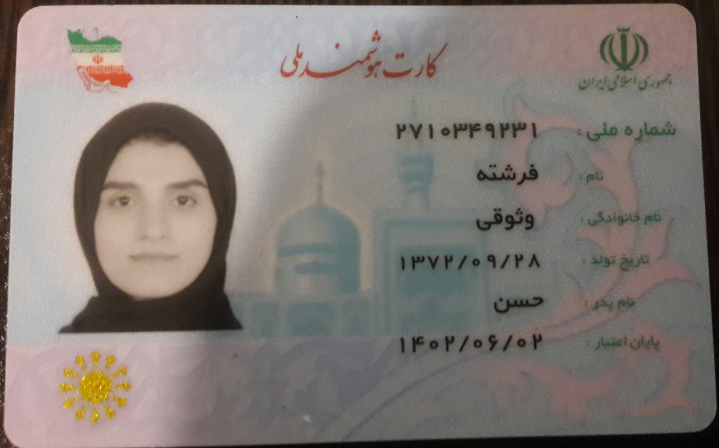 کارت هوشمند ملی
جمهوری اسلامی ایران
شماره ملی: ۲۷۱۰۳۴۹۲۳۱
نام: فرشته
نام خانوادگی: وثوقی
تاریخ تولد: ۱۳۷۲/۰۹/۲۸
نام پدر: حسن
پایان اعتبار: ۱۴۰۲/۰۶/۰۲